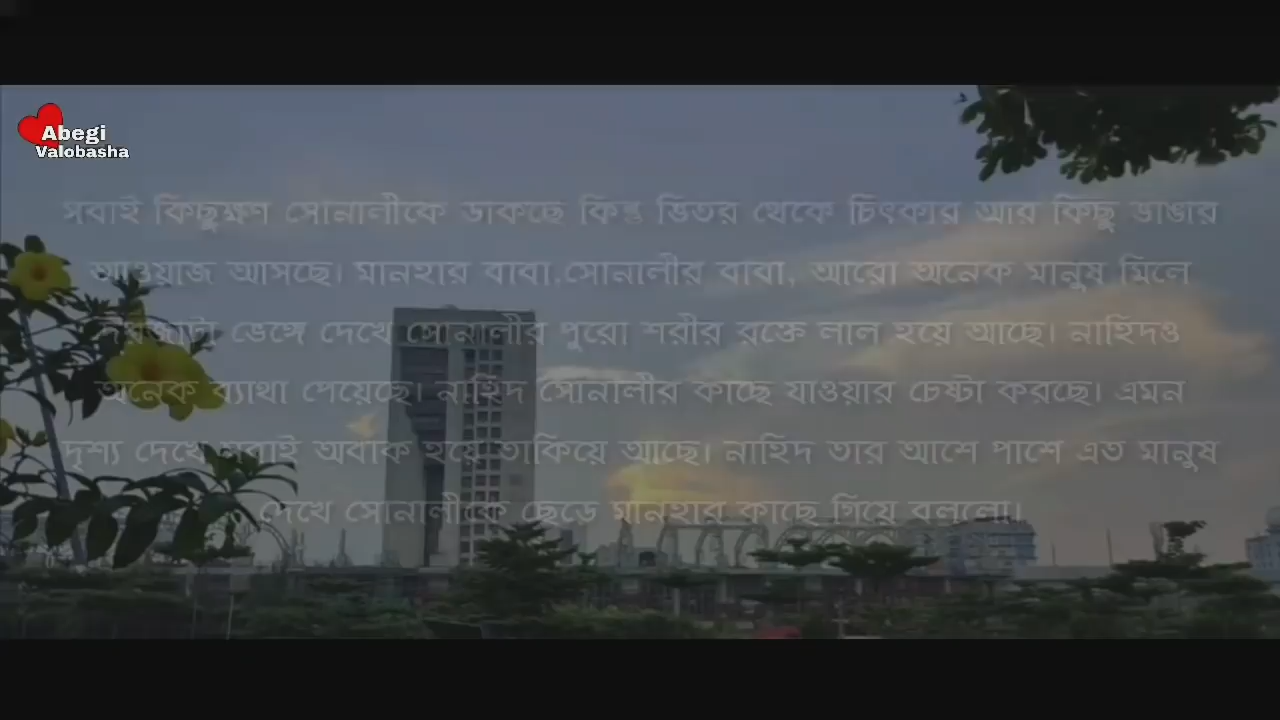 Abegi
Valobasha
সবাই কিছুক্ষণ সোনালীকে ডাকছে কিন্তু ভিতর থেকে চিৎকার আর কিছু ভাঙার
আওয়াজ আসছে। মানহার বাবা,সোনালীর বাবা, আরো অনেক মানুষ মিলে
ভেঙ্গে দেখে সোনালীর পুরো শরীর রক্তে লাল হয়ে আছে। নাহিদও
অনেক ব্যাথা পেয়েছে নাহিদ সোনালীর কাছে যাওয়ার চেষ্টা করছে। এমন
দৃশ্য দেখে সবাই অবাক হয়ে তাকিয়ে আছে। নাহিদ তার আশে পাশে এত মানুষ
দেখে সোনালীকে ছেড়ে মানহার কাছে গিয়ে বললো।